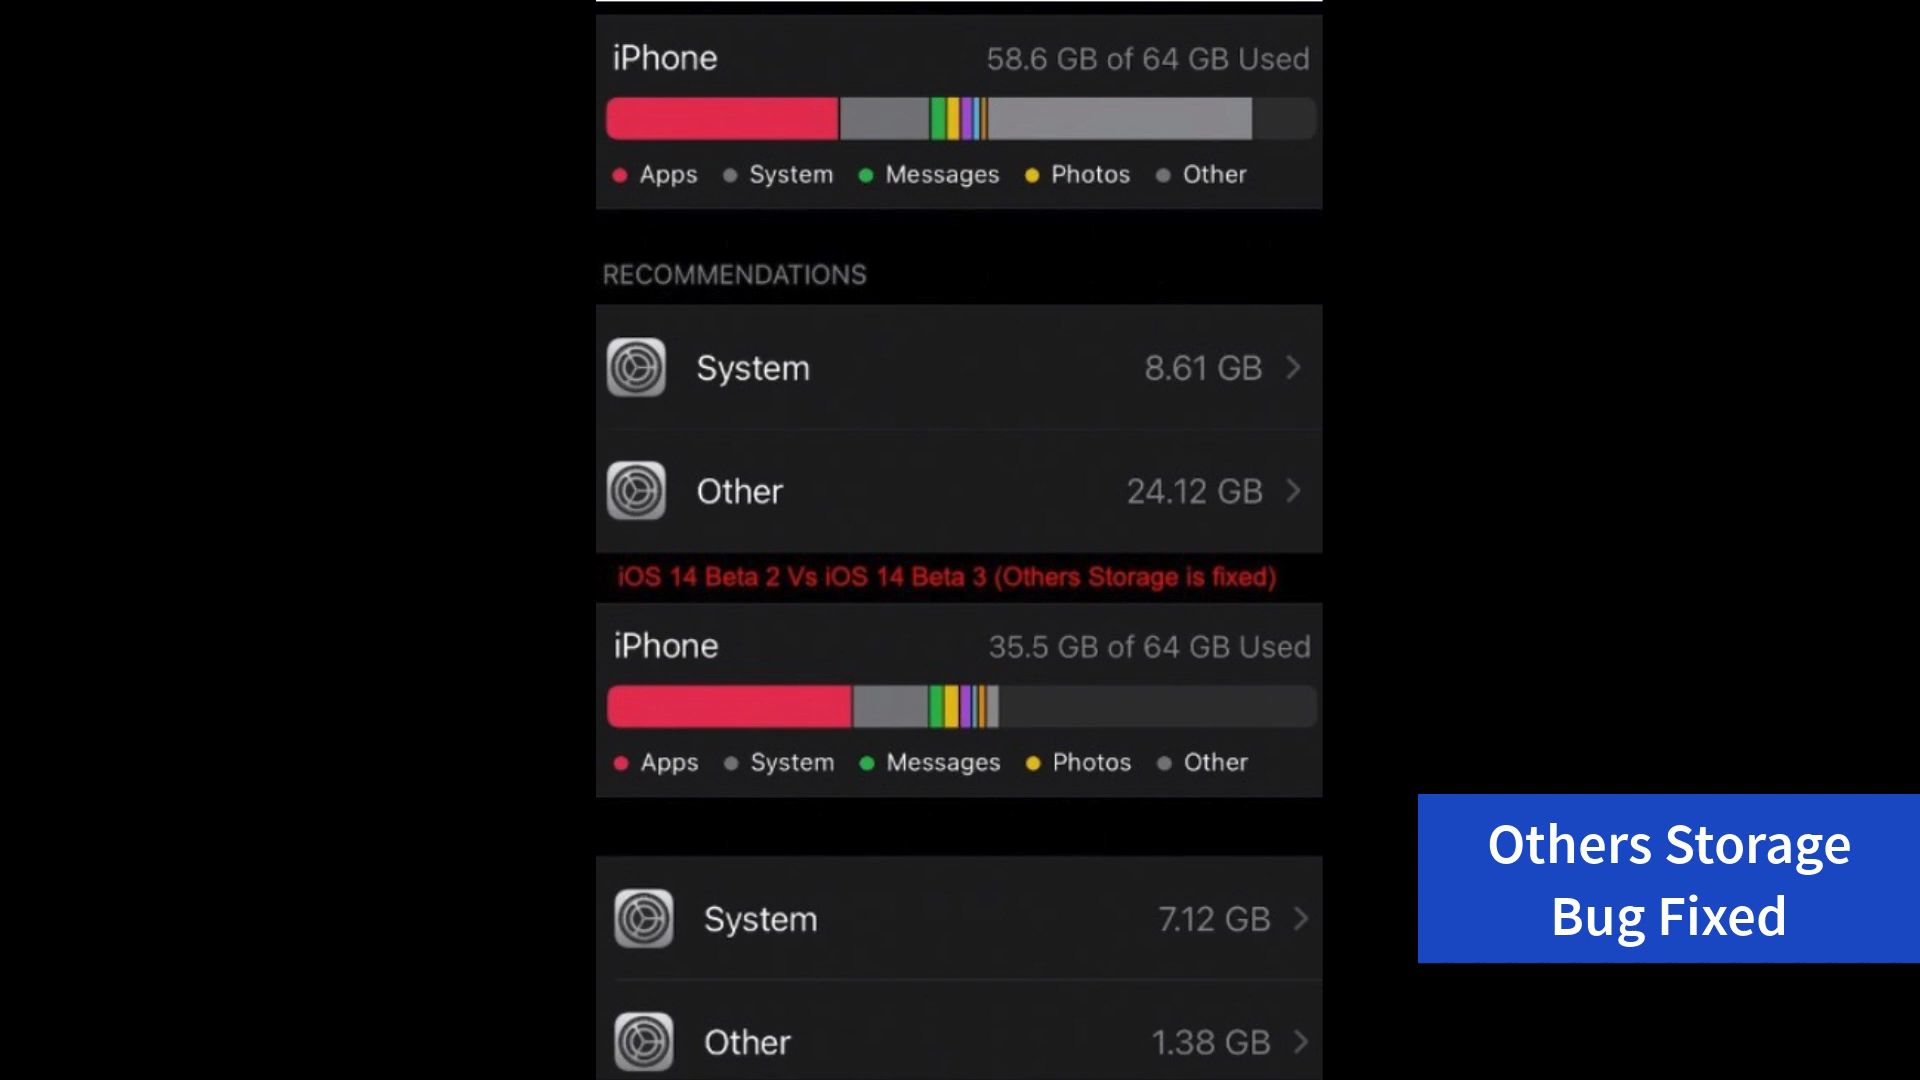 iPhone 58.6 GB of 64 GB Used
Apps System Messages Photos Other
RECOMMENDATIONS
System 8.61 GB
Other 24.12 GB
iOS 14 Beta 2 Vs iOS 14 Beta 3 (Others Storage is fixed)
iPhone 35.5 GB of 64 GB Used
Apps System Messages Photos Other
System 7.12 GB
Other 1.38 GB
Others Storage
Bug Fixed